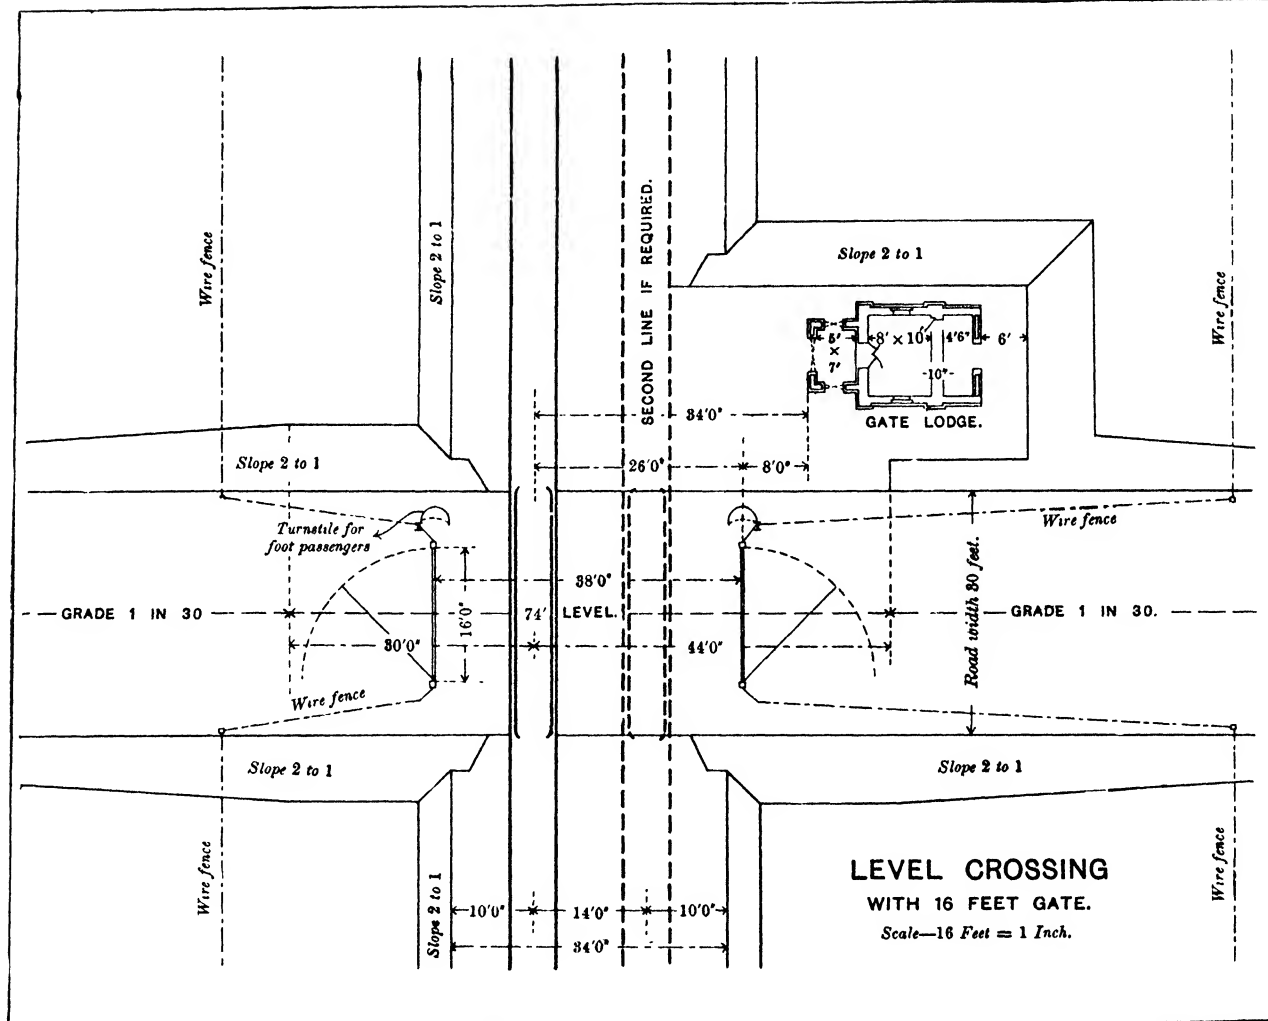 Wire fence
Slope 2 to 1
SECOND LINE IF REQUIRED.
Slope 2 to 1
Wire fence
5'
×
7'
8' × 10'
4'6"
6'
-10"-
GATE LODGE.
34'0"
Slope 2 to 1
26'0"
8'0"
Turnstile for
foot passengers
Wire fence
38'0"
16'0"
Road width 30 feet.
GRADE 1 IN 30
74' LEVEL.
GRADE 1 IN 30.
30'0"
44'0"
Wire fence
Slope 2 to 1
Slope 2 to 1
Wire fence
Slope 2 to 1
Wire fence
LEVEL CROSSING
WITH 16 FEET GATE.
Scale—16 Feet = 1 Inch.
10'0"
14'0"
10'0"
34'0"